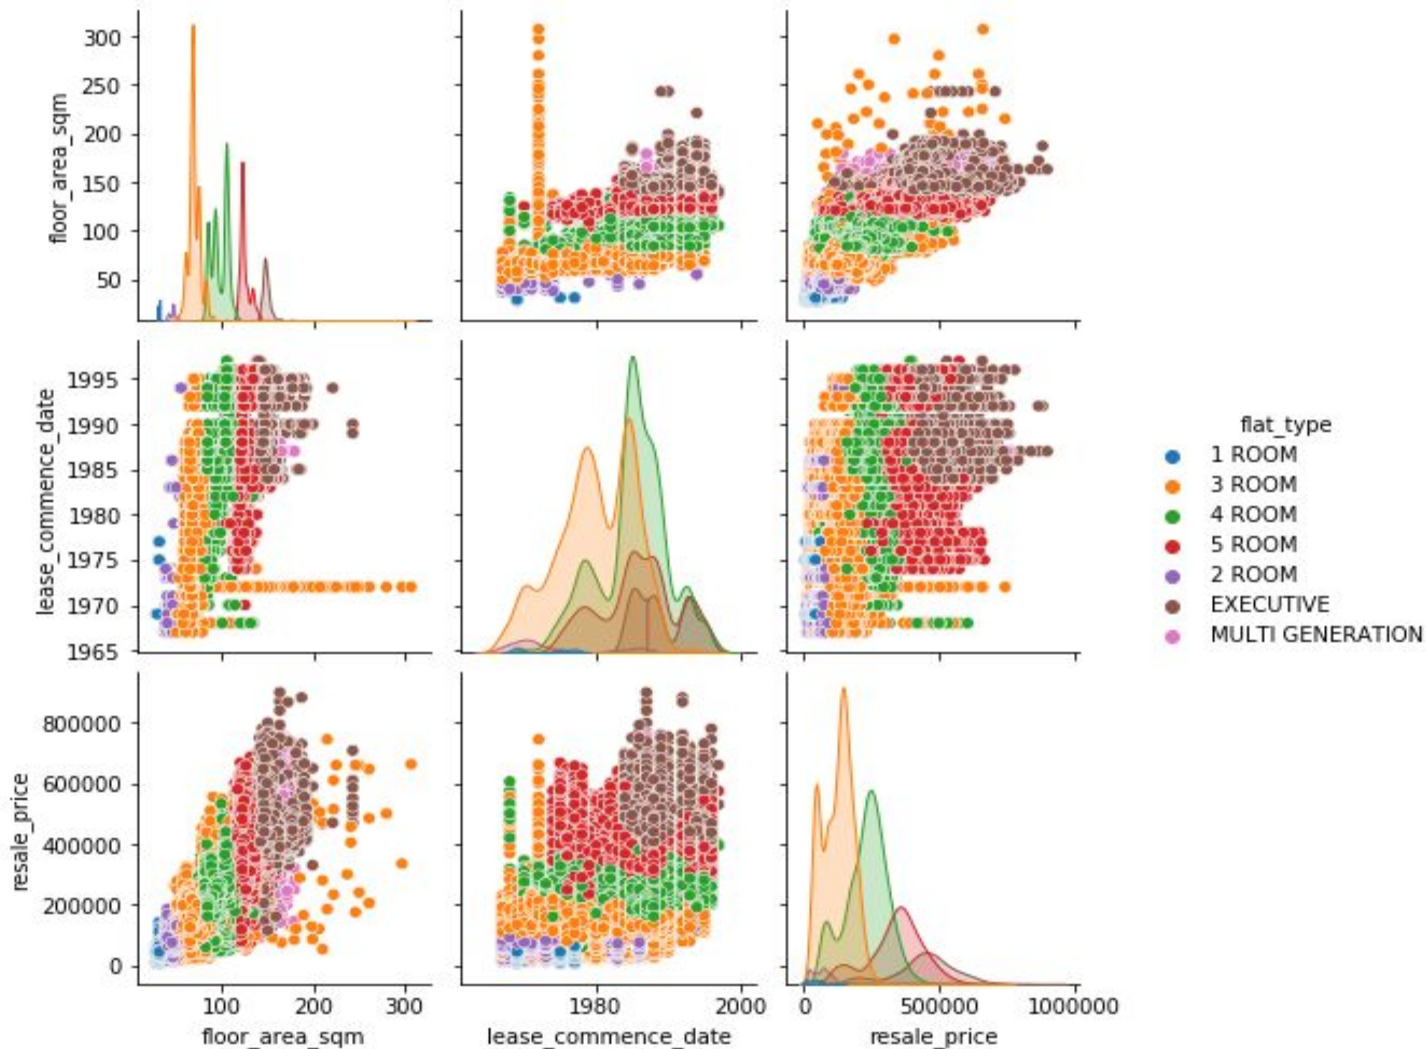 300
250
200
150
100
50
floor_area_sqm
1995
1990
1985
1980
1975
1970
1965
lease_commence_date
flat_type
1 ROOM
3 ROOM
4 ROOM
5 ROOM
2 ROOM
EXECUTIVE
MULTI GENERATION
800000
600000
400000
200000
0
resale_price
100 200 300
1980 2000
0 500000 1000000
floor_area_sqm
lease_commence_date
resale_price